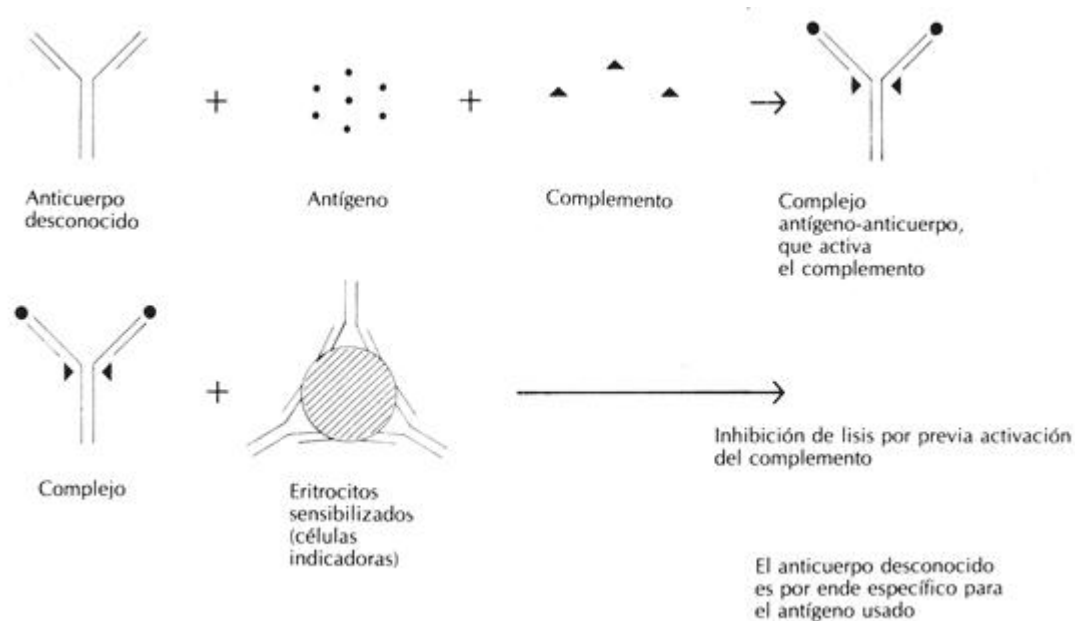 Anticuerpo
desconocido
Antígeno
Complemento
Complejo
antígeno-anticuerpo,
que activa
el complemento
Complejo
Eritrocitos
sensibilizados
(células
indicadoras)
Inhibición de lisis por previa activación
del complemento
El anticuerpo desconocido
es por ende específico para
el antígeno usado